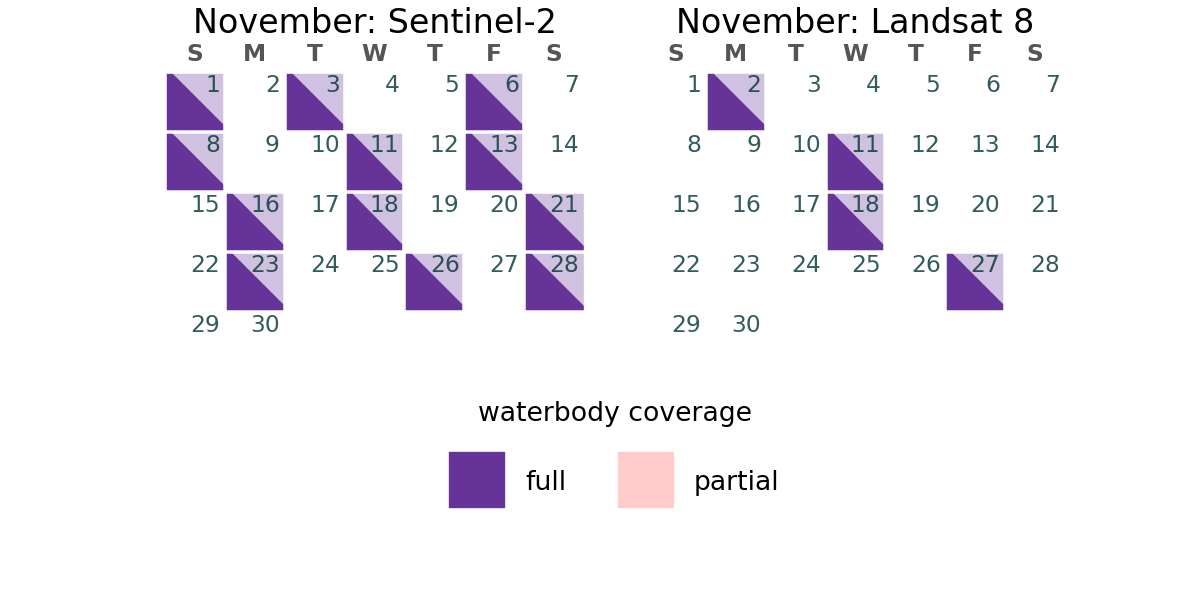 November: Sentinel-2
S M T W T F S
1 2 3 4 5 6 7
8 9 10 11 12 13 14
15 16 17 18 19 20 21
22 23 24 25 26 27 28
29 30
November: Landsat 8
S M T W T F S
1 2 3 4 5 6 7
8 9 10 11 12 13 14
15 16 17 18 19 20 21
22 23 24 25 26 27 28
29 30
waterbody coverage
full partial